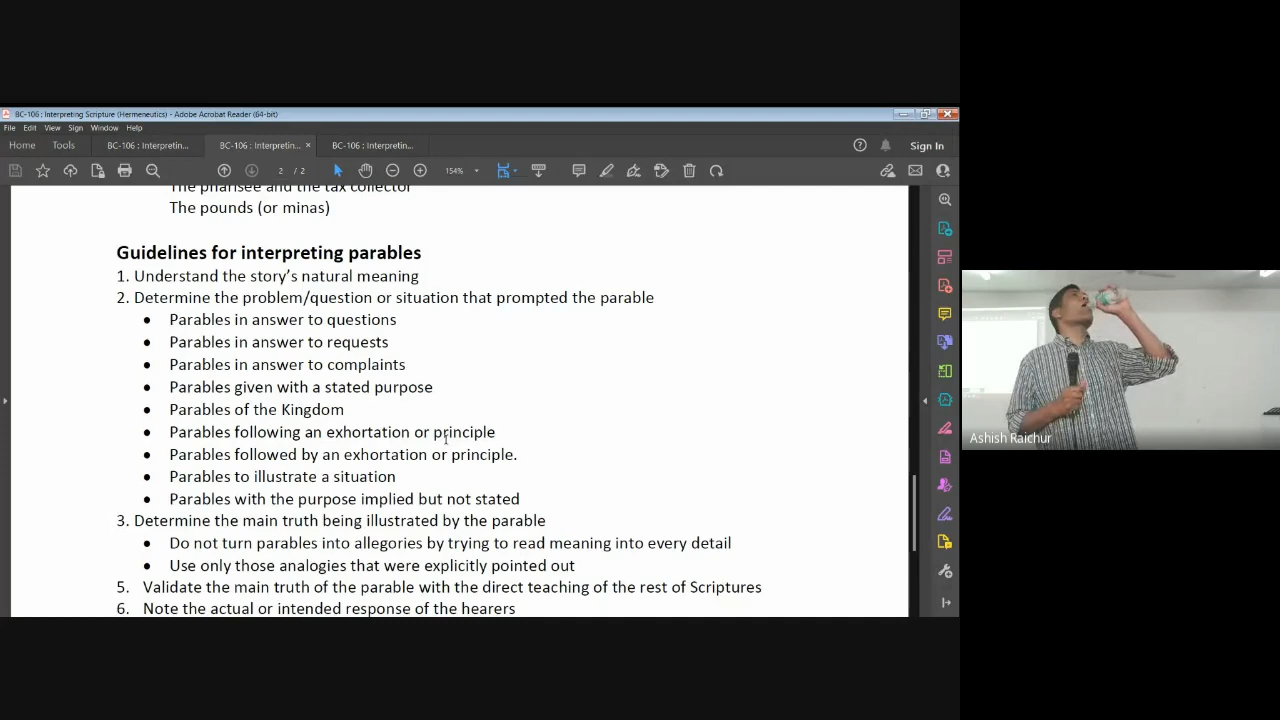 BC-106 : Interpreting Scripture (Hermeneutics) - Adobe Acrobat Reader (64-bit)
File Edit View Sign Window Help
Home Tools BC-106 : Interpretin... BC-106 : Interpretin... × BC-106 : Interpretin... Sign In
2 / 2 154%
The pharisee and the tax collector
The pounds (or minas)
Guidelines for interpreting parables
1. Understand the story's natural meaning
2. Determine the problem/question or situation that prompted the parable
• Parables in answer to questions
• Parables in answer to requests
• Parables in answer to complaints
• Parables given with a stated purpose
• Parables of the Kingdom
• Parables following an exhortation or principle
• Parables followed by an exhortation or principle.
• Parables to illustrate a situation
• Parables with the purpose implied but not stated
3. Determine the main truth being illustrated by the parable
• Do not turn parables into allegories by trying to read meaning into every detail
• Use only those analogies that were explicitly pointed out
5. Validate the main truth of the parable with the direct teaching of the rest of Scriptures
6. Note the actual or intended response of the hearers
Ashish Raichur